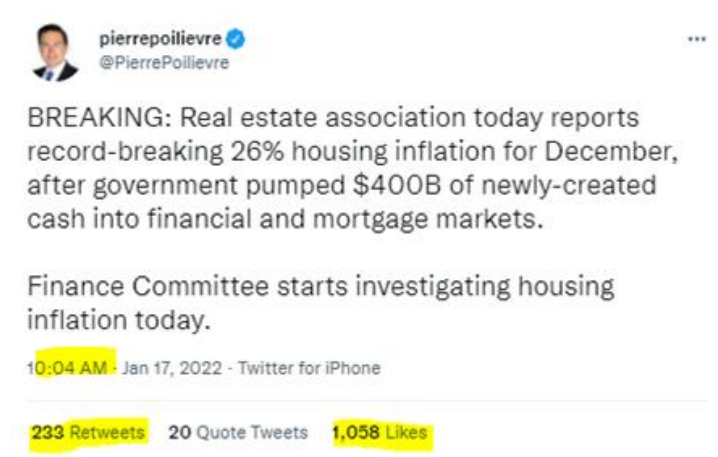 pierrepoilievre
@PierrePoilievre
BREAKING: Real estate association today reports
record-breaking 26% housing inflation for December,
after government pumped $400B of newly-created
cash into financial and mortgage markets.
Finance Committee starts investigating housing
inflation today.
10:04 AM · Jan 17, 2022 · Twitter for iPhone
233 Retweets 20 Quote Tweets 1,058 Likes